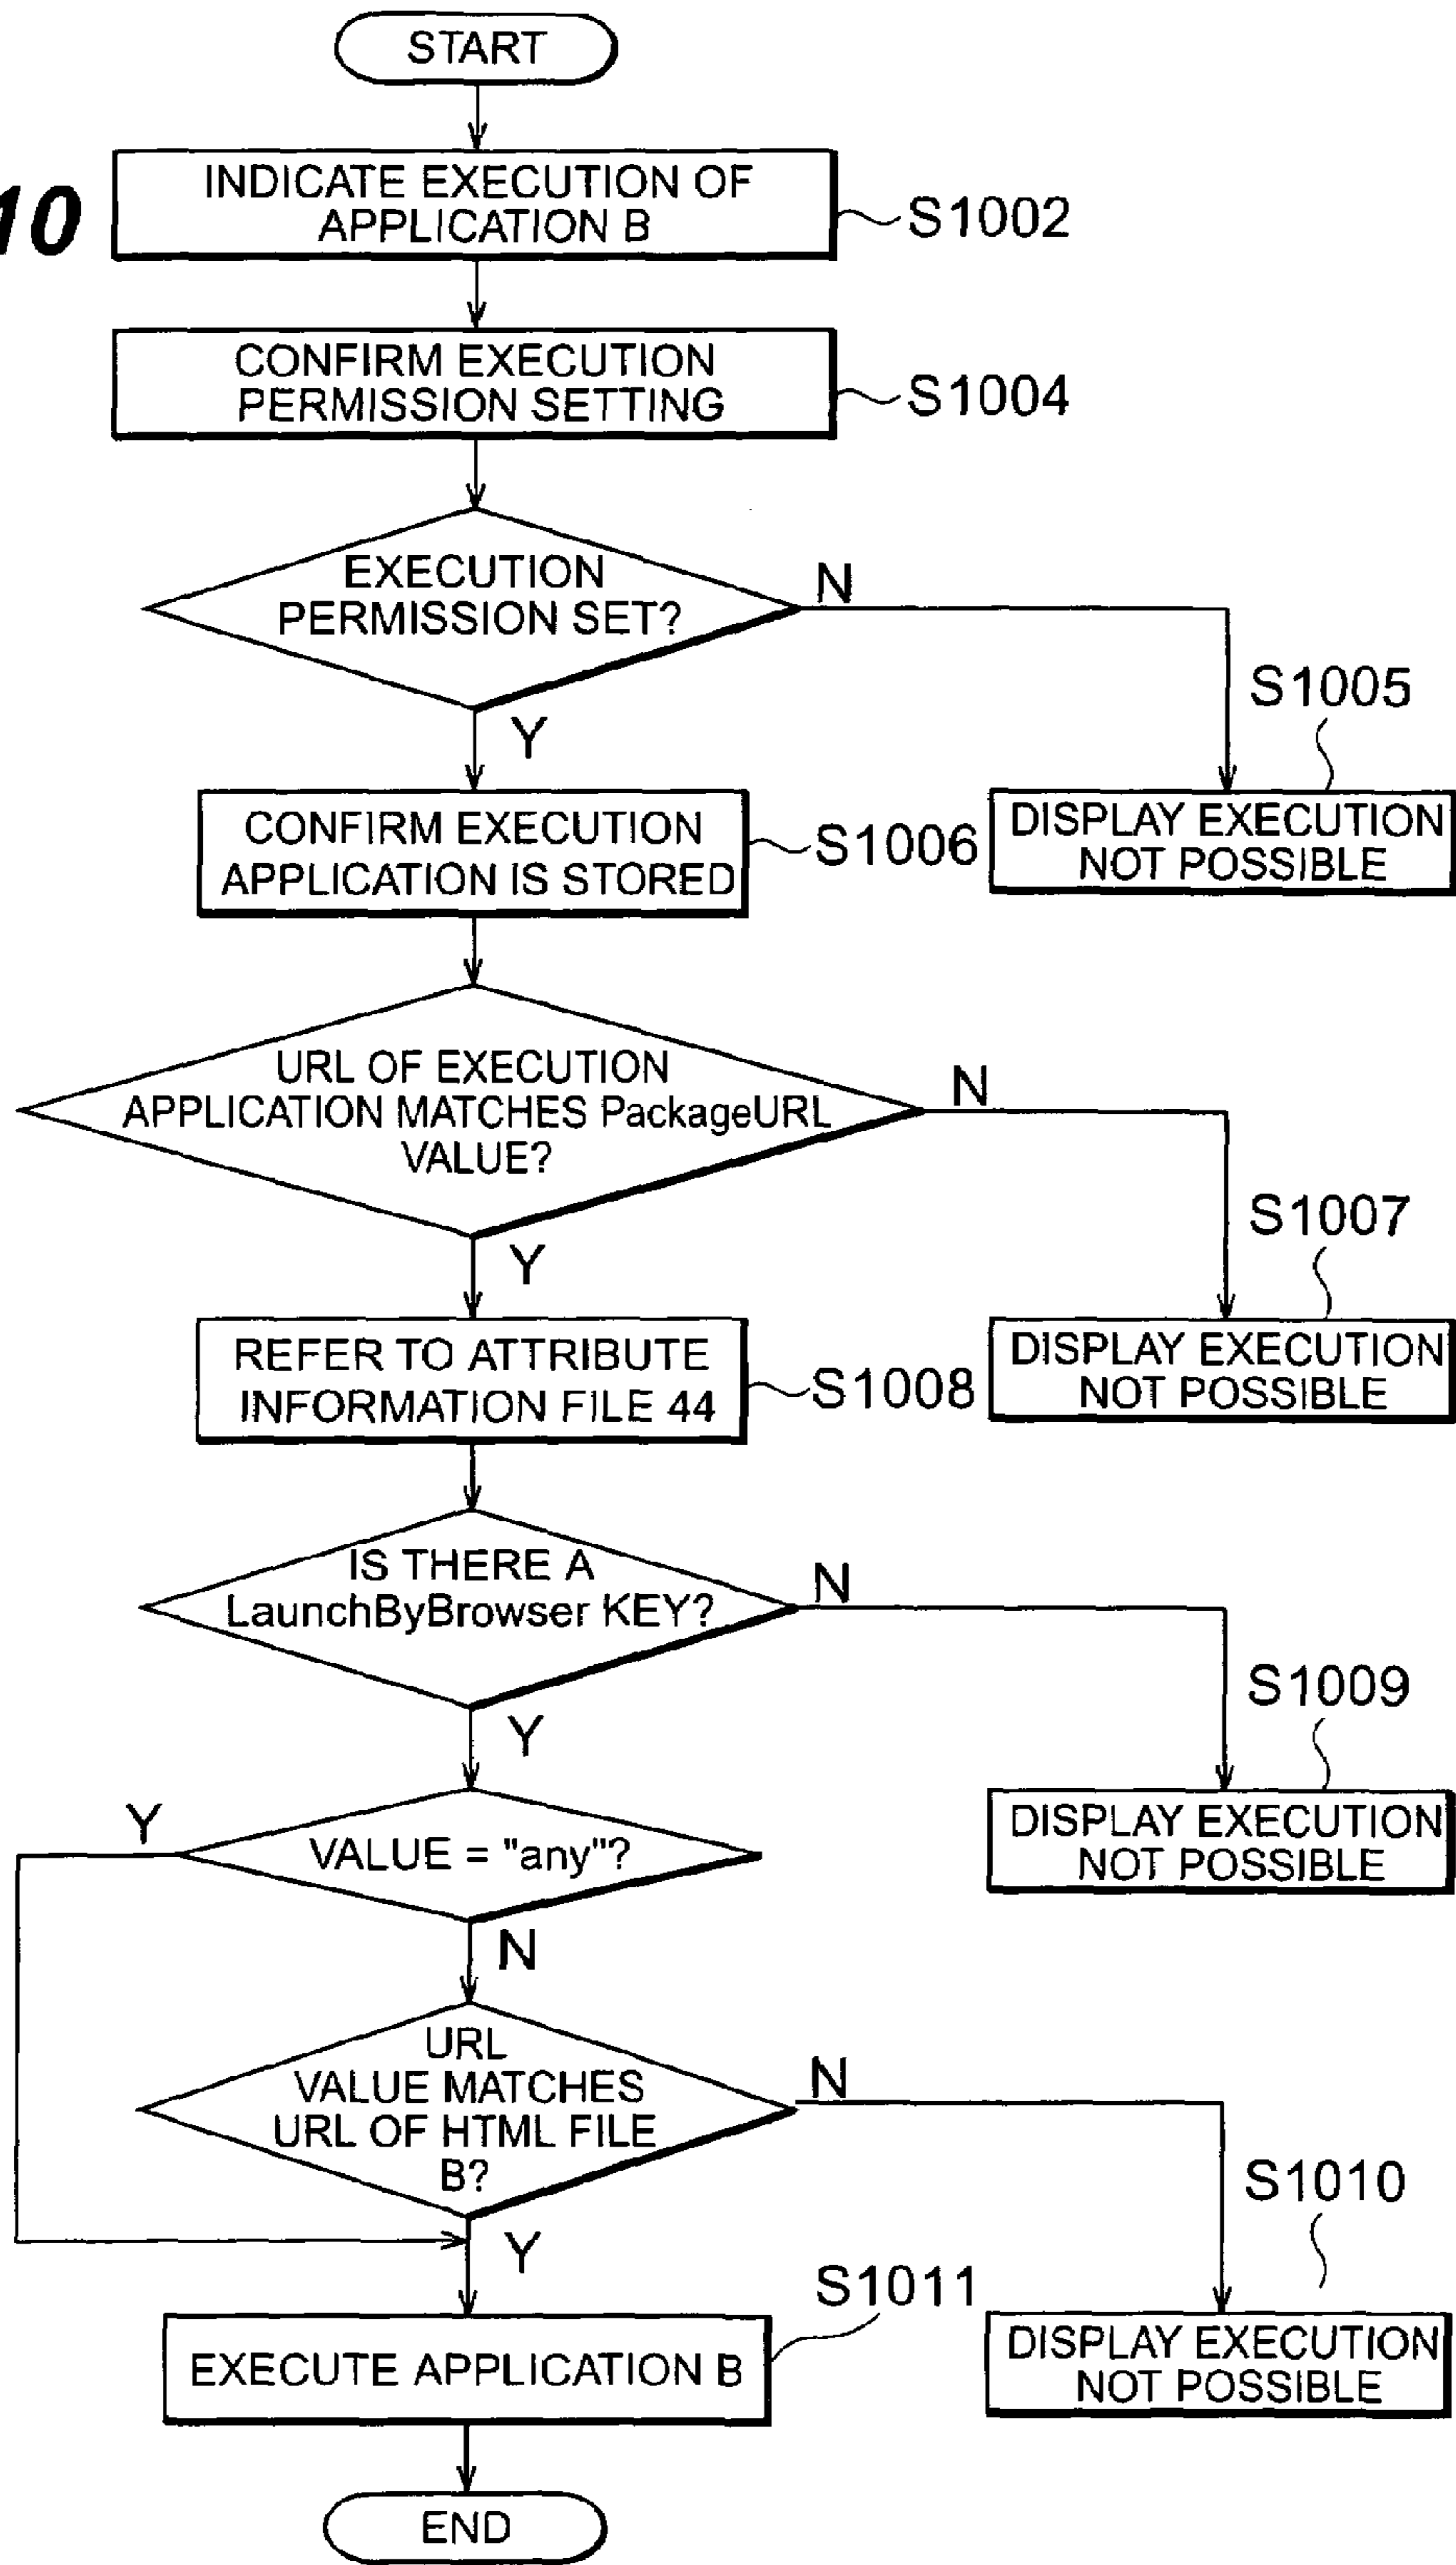 START
10
INDICATE EXECUTION OF
APPLICATION B
S1002
CONFIRM EXECUTION
PERMISSION SETTING
S1004
EXECUTION
PERMISSION SET?
N
Y
S1005
DISPLAY EXECUTION
NOT POSSIBLE
CONFIRM EXECUTION
APPLICATION IS STORED
S1006
URL OF EXECUTION
APPLICATION MATCHES PackageURL
VALUE?
N
Y
S1007
DISPLAY EXECUTION
NOT POSSIBLE
REFER TO ATTRIBUTE
INFORMATION FILE 44
S1008
IS THERE A
LaunchByBrowser KEY?
N
Y
S1009
DISPLAY EXECUTION
NOT POSSIBLE
VALUE = "any"?
Y
N
URL
VALUE MATCHES
URL OF HTML FILE
B?
N
Y
S1010
DISPLAY EXECUTION
NOT POSSIBLE
S1011
EXECUTE APPLICATION B
END